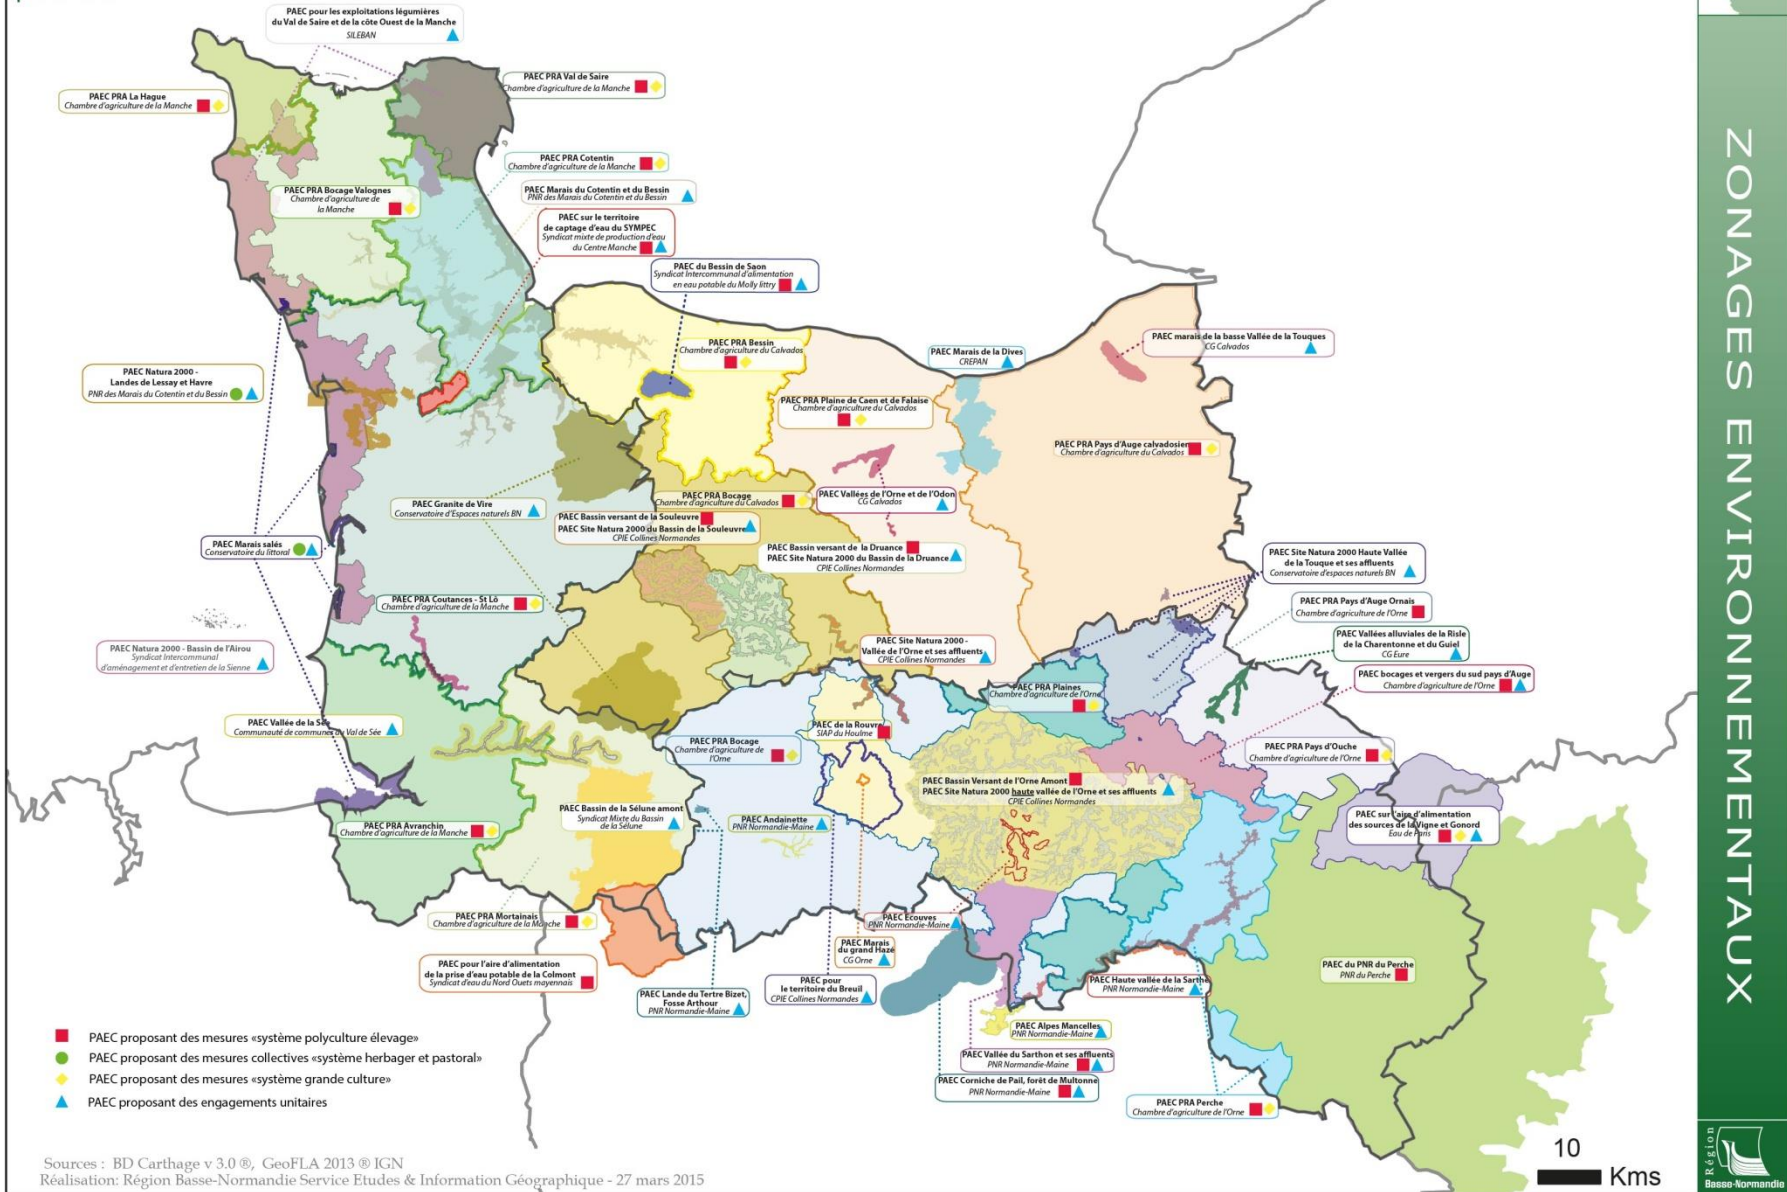 PAEC pour les exploitations légumières
du Val de Saire et de la côte Ouest de la Manche
SILEBAN
PAEC PRA La Hague
Chambre d'agriculture de la Manche
PAEC PRA Val de Saire
Chambre d'agriculture de la Manche
PAEC PRA Cotentin
Chambre d'agriculture de la Manche
PAEC PRA Bocage Valognes
Chambre d'agriculture de
la Manche
PAEC Marais du Cotentin et du Bessin
PNR des Marais du Cotentin et du Bessin
PAEC sur le territoire
de captage d'eau du SYMPEC
Syndicat mixte de production d'eau
du Centre Manche
PAEC du Bessin de Saon
Syndicat Intercommunal d'alimentation
en eau potable du Molly littry
PAEC PRA Bessin
Chambre d'agriculture du Calvados
PAEC Marais de la Dives
CREPAN
PAEC marais de la basse Vallée de la Touques
CG Calvados
PAEC Natura 2000 -
Landes de Lessay et Havre
PNR des Marais du Cotentin et du Bessin
PAEC PRA Plaine de Caen et de Falaise
Chambre d'agriculture du Calvados
PAEC PRA Pays d'Auge calvadosien
Chambre d'agriculture du Calvados
PAEC Granite de Vire
Conservatoire d'Espaces naturels BN
PAEC PRA Bocage
Chambre d'agriculture du Calvados
PAEC Vallées de l'Orne et de l'Odon
CG Calvados
PAEC Bassin versant de la Souleuvre
PAEC Site Natura 2000 du Bassin de la Souleuvre
CPIE Collines Normandes
PAEC Marais salés
Conservatoire du littoral
PAEC Bassin versant de la Druance
PAEC Site Natura 2000 du Bassin de la Druance
CPIE Collines Normandes
PAEC Site Natura 2000 Haute Vallée
de la Touque et ses affluents
Conservatoire d'espaces naturels BN
PAEC PRA Coutances - St Lô
Chambre d'agriculture de la Manche
PAEC PRA Pays d'Auge Ornais
Chambre d'agriculture de l'Orne
PAEC Natura 2000 - Bassin de l'Airou
Syndicat Intercommunal
d'aménagement et d'entretien de la Sienne
PAEC Site Natura 2000 -
Vallée de l'Orne et ses affluents
CPIE Collines Normandes
PAEC Vallées alluviales de la Risle
de la Charentonne et du Guiel
CG Eure
PAEC bocages et vergers du sud pays d'Auge
Chambre d'agriculture de l'Orne
PAEC PRA Plaines
Chambre d'agriculture de l'Orne
PAEC Vallée de la Sée
Communauté de communes du Val de Sée
PAEC de la Rouvre
SIAP du Houlme
PAEC PRA Bocage
Chambre d'agriculture de
l'Orne
PAEC PRA Pays d'Ouche
Chambre d'agriculture de l'Orne
PAEC Bassin Versant de l'Orne Amont
PAEC Site Natura 2000 haute vallée de l'Orne et ses affluents
CPIE Collines Normandes
PAEC Bassin de la Sélune amont
Syndicat Mixte du Bassin
de la Sélune
PAEC Andainette
PNR Normandie-Maine
PAEC PRA Avranchin
Chambre d'agriculture de la Manche
PAEC sur l'aire d'alimentation
des sources de la Vigne et Gonord
Eau de Paris
PAEC PRA Mortainais
Chambre d'agriculture de la Manche
PAEC Ecouves
PNR Normandie-Maine
PAEC Marais
du grand Hazé
CG Orne
PAEC pour l'aire d'alimentation
de la prise d'eau potable de la Colmont
Syndicat d'eau du Nord Ouets mayennais
PAEC Lande du Tertre Bizet,
Fosse Arthour
PNR Normandie-Maine
PAEC pour
le territoire du Breuil
CPIE Collines Normandes
PAEC Haute vallée de la Sarthe
PNR Normandie-Maine
PAEC du PNR du Perche
PNR du Perche
PAEC Alpes Mancelles
PNR Normandie-Maine
PAEC Vallée du Sarthon et ses affluents
PNR Normandie-Maine
PAEC Corniche de Pail, forêt de Multonne
PNR Normandie-Maine
PAEC PRA Perche
Chambre d'agriculture de l'Orne
PAEC proposant des mesures «système polyculture élevage»
PAEC proposant des mesures collectives «système herbager et pastoral»
PAEC proposant des mesures «système grande culture»
PAEC proposant des engagements unitaires
Sources : BD Carthage v 3.0 ®, GeoFLA 2013 ® IGN
Réalisation: Région Basse-Normandie Service Etudes & Information Géographique - 27 mars 2015
10
Kms
ZONAGES ENVIRONNEMENTAUX
Région
Basse-Normandie